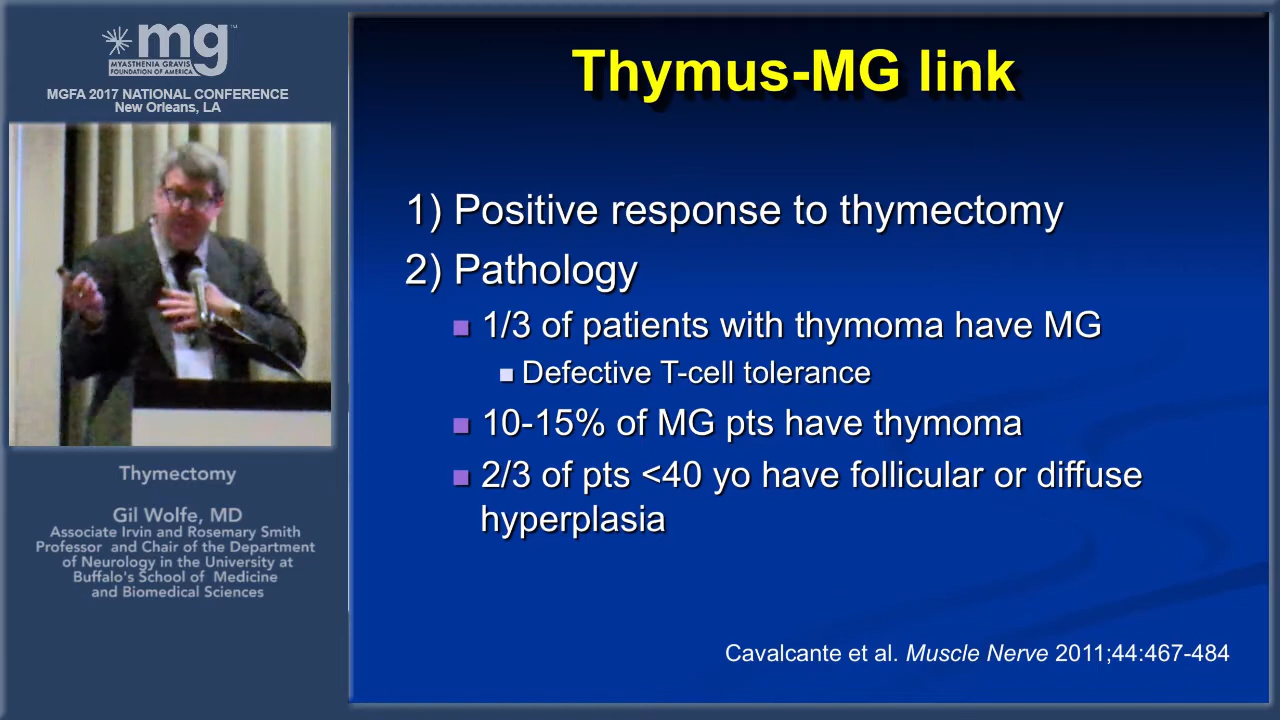 mg
MYASTHENIA GRAVIS
FOUNDATION OF AMERICA
MGFA 2017 NATIONAL CONFERENCE
New Orleans, LA
Thymectomy
Gil Wolfe, MD
Associate Irvin and Rosemary Smith
Professor and Chair of the Department
of Neurology in the University at
Buffalo's School of Medicine
and Biomedical Sciences
Thymus-MG link
1) Positive response to thymectomy
2) Pathology
1/3 of patients with thymoma have MG
Defective T-cell tolerance
10-15% of MG pts have thymoma
2/3 of pts <40 yo have follicular or diffuse
hyperplasia
Cavalcante et al. Muscle Nerve 2011;44:467-484